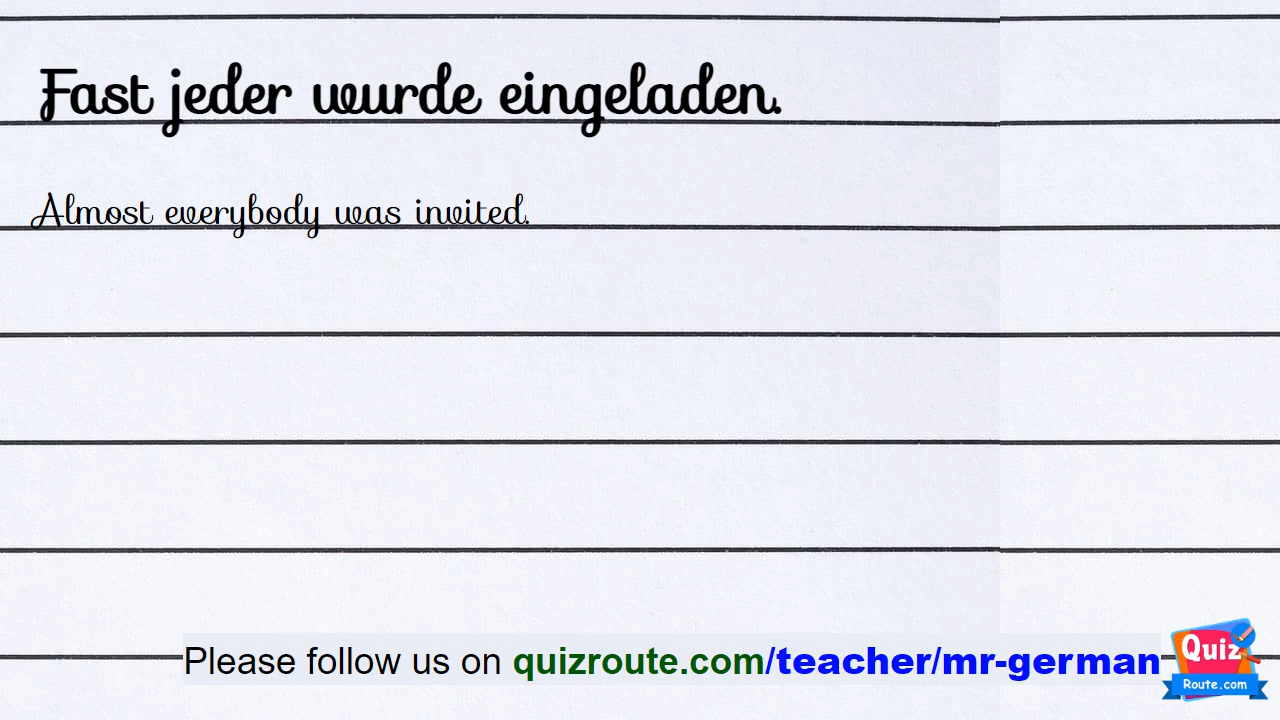 Fast jeder wurde eingeladen.
Almost everybody was invited.
Please follow us on quizroute.com/teacher/mr-german
Quiz
Route.com